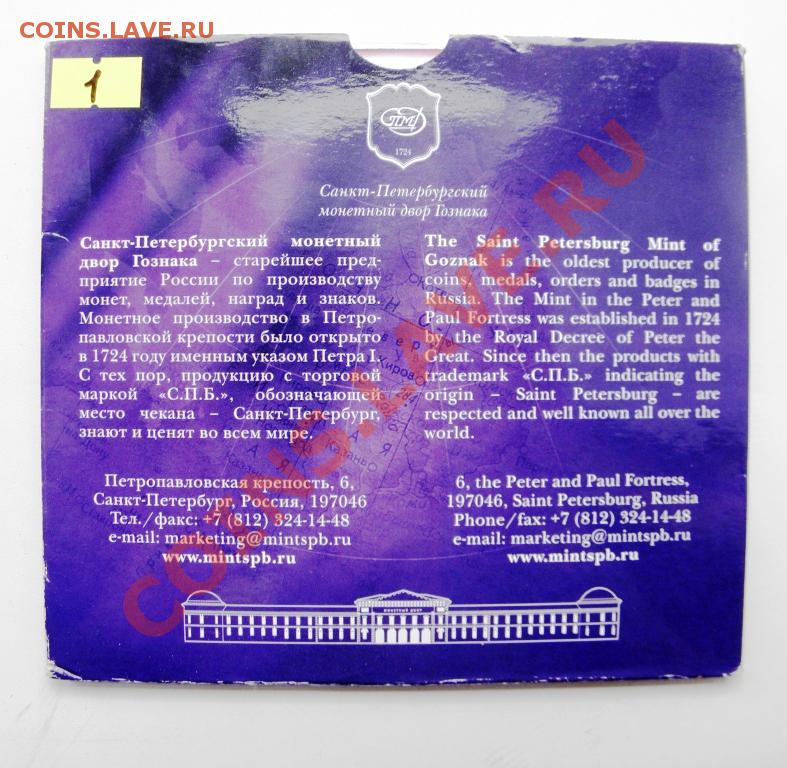 COINS.LAVE.RU
1
СПМД
1724
Санкт-Петербургский
монетный двор Гознака
Санкт-Петербургский монетный
двор Гознака – старейшее пред-
приятие России по производству
монет, медалей, наград и знаков.
Монетное производство в Петро-
павловской крепости было открыто
в 1724 году именным указом Петра I.
С тех пор, продукцию с торговой
маркой «С.П.Б.», обозначающей
место чекана – Санкт-Петербург,
знают и ценят во всем мире.
The Saint Petersburg Mint of
Goznak is the oldest producer of
coins, medals, orders and badges in
Russia. The Mint in the Peter and
Paul Fortress was established in 1724
by the Royal Decree of Peter the
Great. Since then the products with
trademark «С.П.Б.» indicating the
origin – Saint Petersburg – are
respected and well known all over the
world.
Петропавловская крепость, 6,
Санкт-Петербург, Россия, 197046
Тел./факс: +7 (812) 324-14-48
e-mail: marketing@mintspb.ru
www.mintspb.ru
6, the Peter and Paul Fortress,
197046, Saint Petersburg, Russia
Phone/fax: +7 (812) 324-14-48
e-mail: marketing@mintspb.ru
www.mintspb.ru
МОНЕТНЫЙ ДВОР
COINS.LAVE.RU